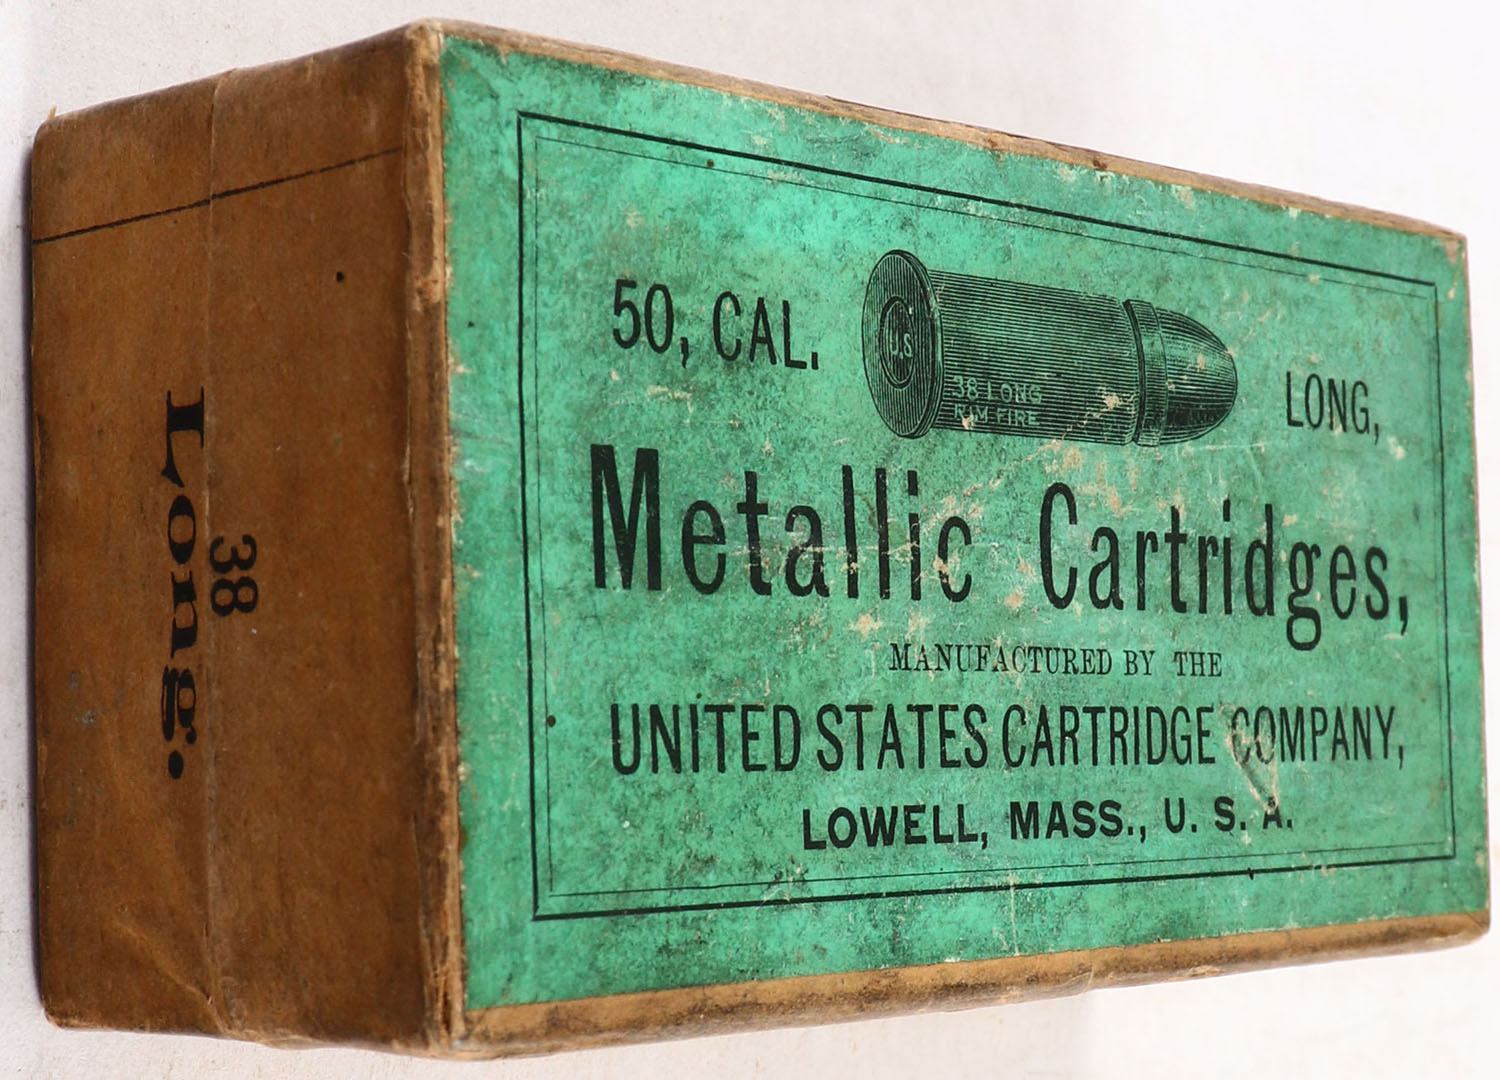 50, CAL.
U.S
38 LONG
RIM FIRE
LONG,
Metallic Cartridges,
MANUFACTURED BY THE
UNITED STATES CARTRIDGE COMPANY,
LOWELL, MASS., U. S. A.
38
Long.